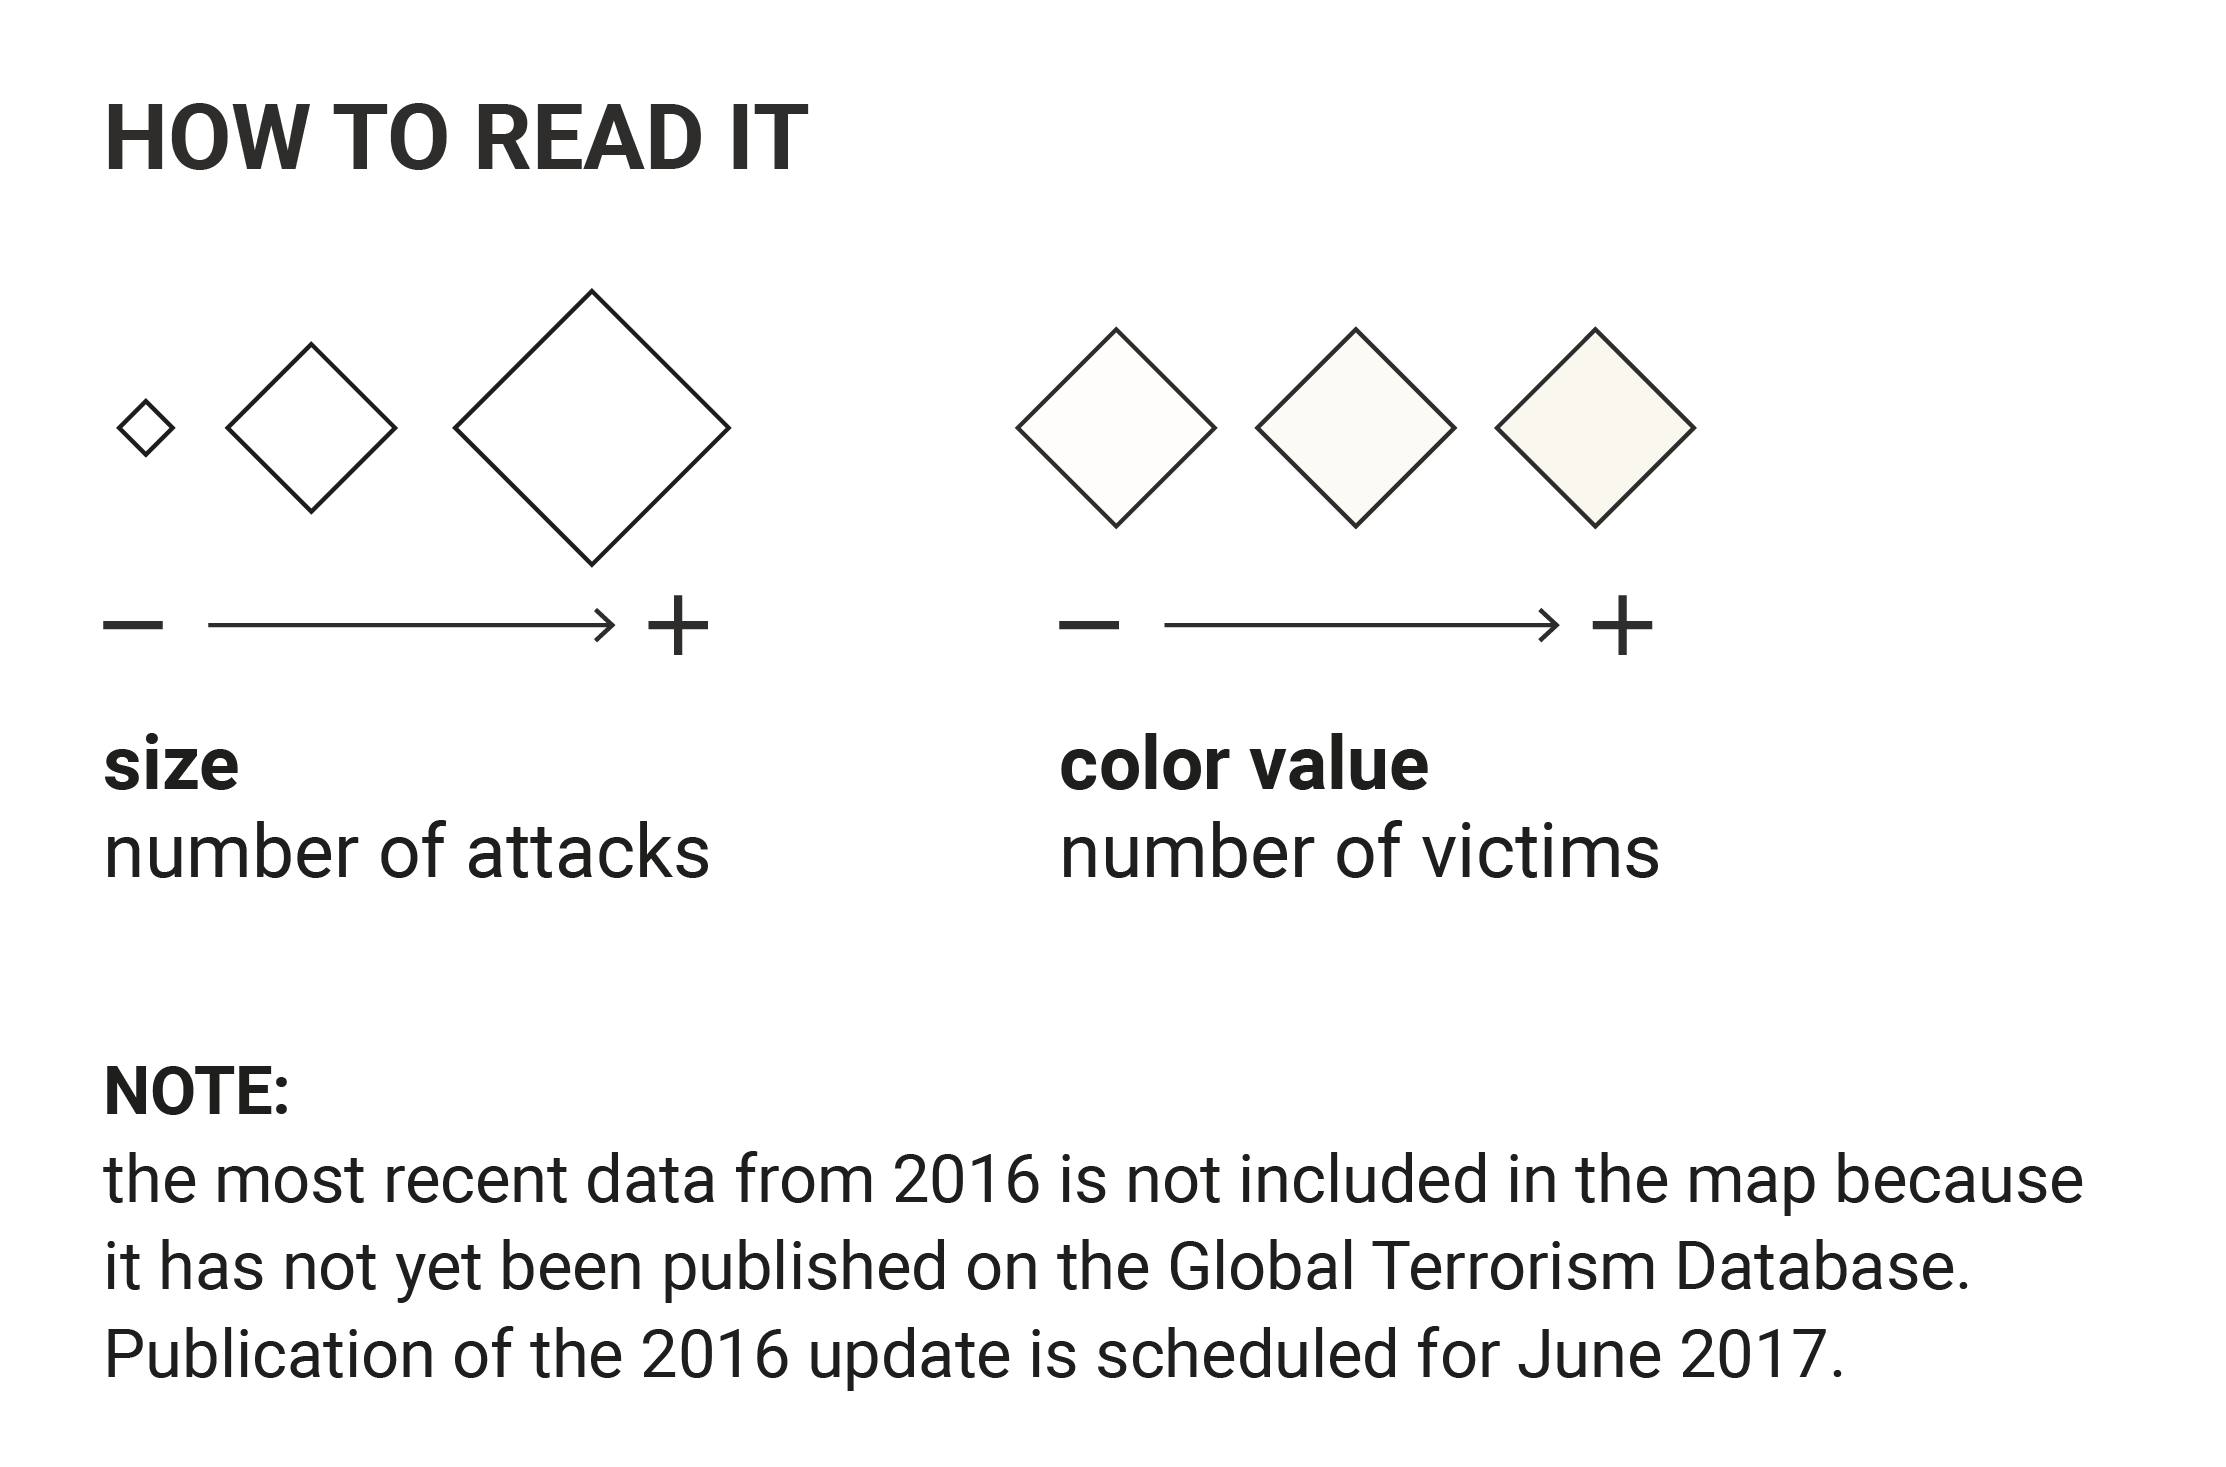 HOW TO READ IT
− +
− +
size
number of attacks
color value
number of victims
NOTE:
the most recent data from 2016 is not included in the map because
it has not yet been published on the Global Terrorism Database.
Publication of the 2016 update is scheduled for June 2017.